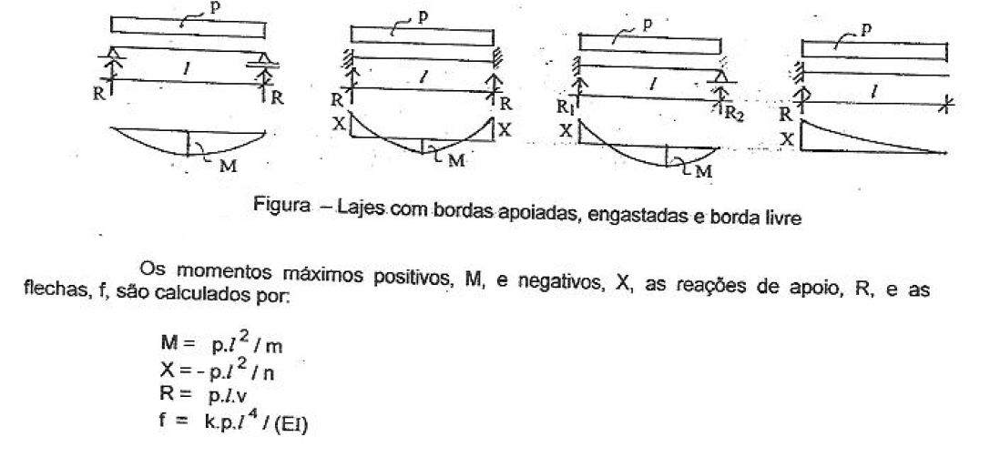 P P P P
l l l l
R R R R R₁ R₂ R
X X X X
M M M
Figura – Lajes com bordas apoiadas, engastadas e borda livre
Os momentos máximos positivos, M, e negativos, X, as reações de apoio, R, e as
flechas, f, são calculados por:
M = p.l² / m
X = - p.l² / n
R = p.l.v
f = k.p.l⁴ / (EI)